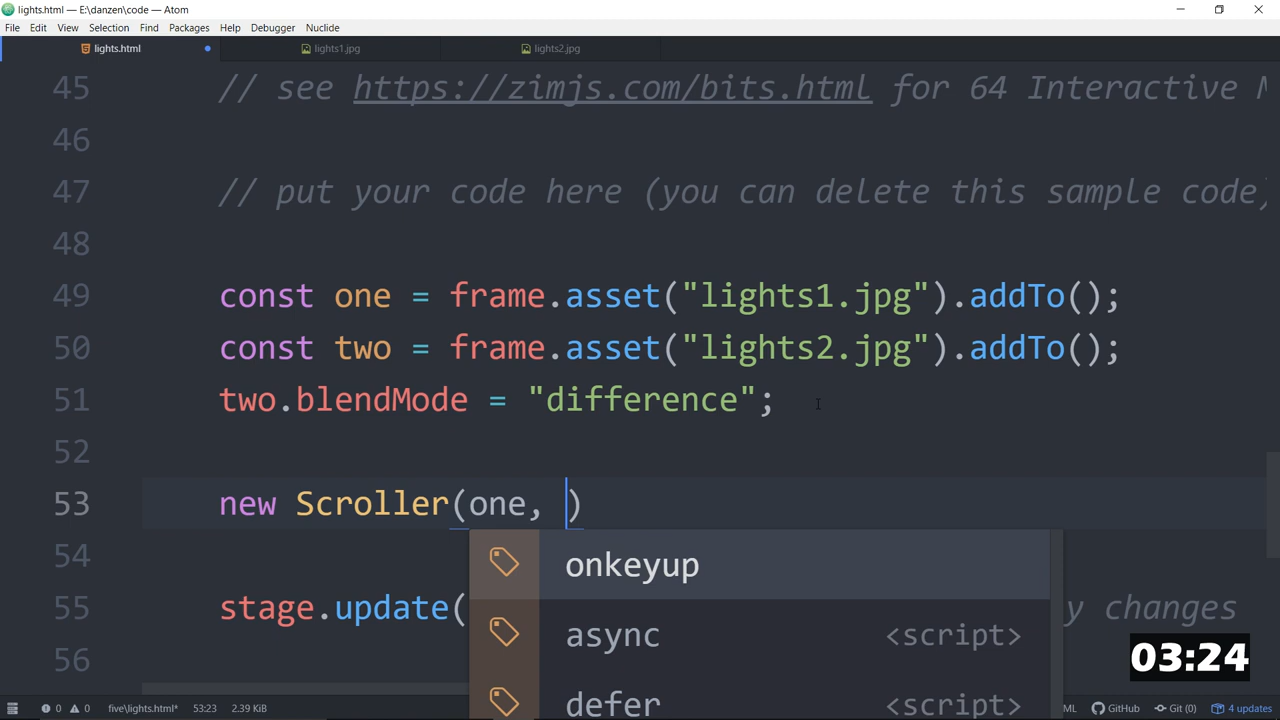 lights.html — E:\danzen\code — Atom
File Edit View Selection Find Packages Help Debugger Nuclide
lights.html lights1.jpg lights2.jpg
45 // see https://zimjs.com/bits.html for 64 Interactive
46
47 // put your code here (you can delete this sample code)
48
49 const one = frame.asset("lights1.jpg").addTo();
50 const two = frame.asset("lights2.jpg").addTo();
51 two.blendMode = "difference";
52
53 new Scroller(one, )
onkeyup
54
async <script>
55 stage.update( y changes
56
defer <script>
03:24
0 0 five\lights.html* 53:23 2.39 KiB ML GitHub Git (0) 4 updates